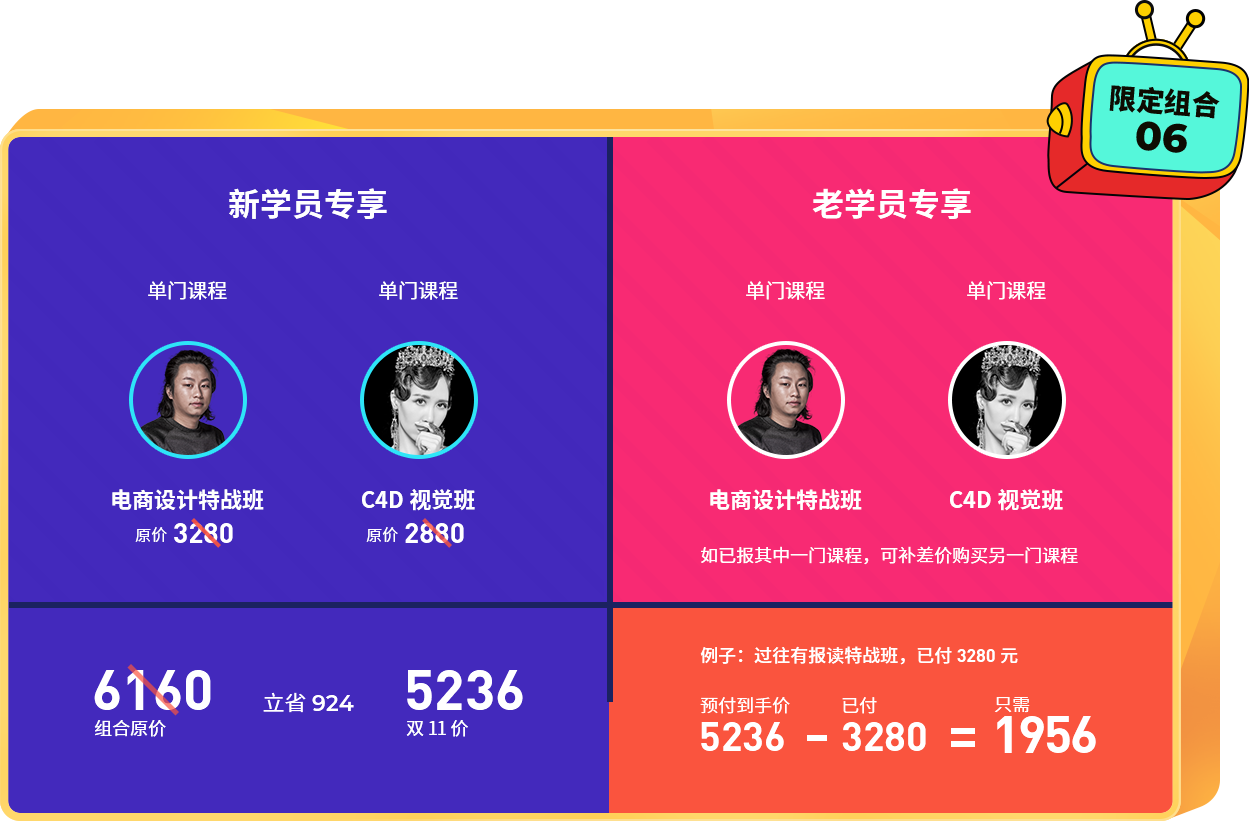 限定组合
06
新学员专享
单门课程
单门课程
电商设计特战班
原价 3280
C4D 视觉班
原价 2880
6160
组合原价
立省 924
5236
双 11 价
老学员专享
单门课程
单门课程
电商设计特战班
C4D 视觉班
如已报其中一门课程，可补差价购买另一门课程
例子：过往有报读特战班，已付 3280 元
预付到手价 已付 只需
5236 – 3280 = 1956